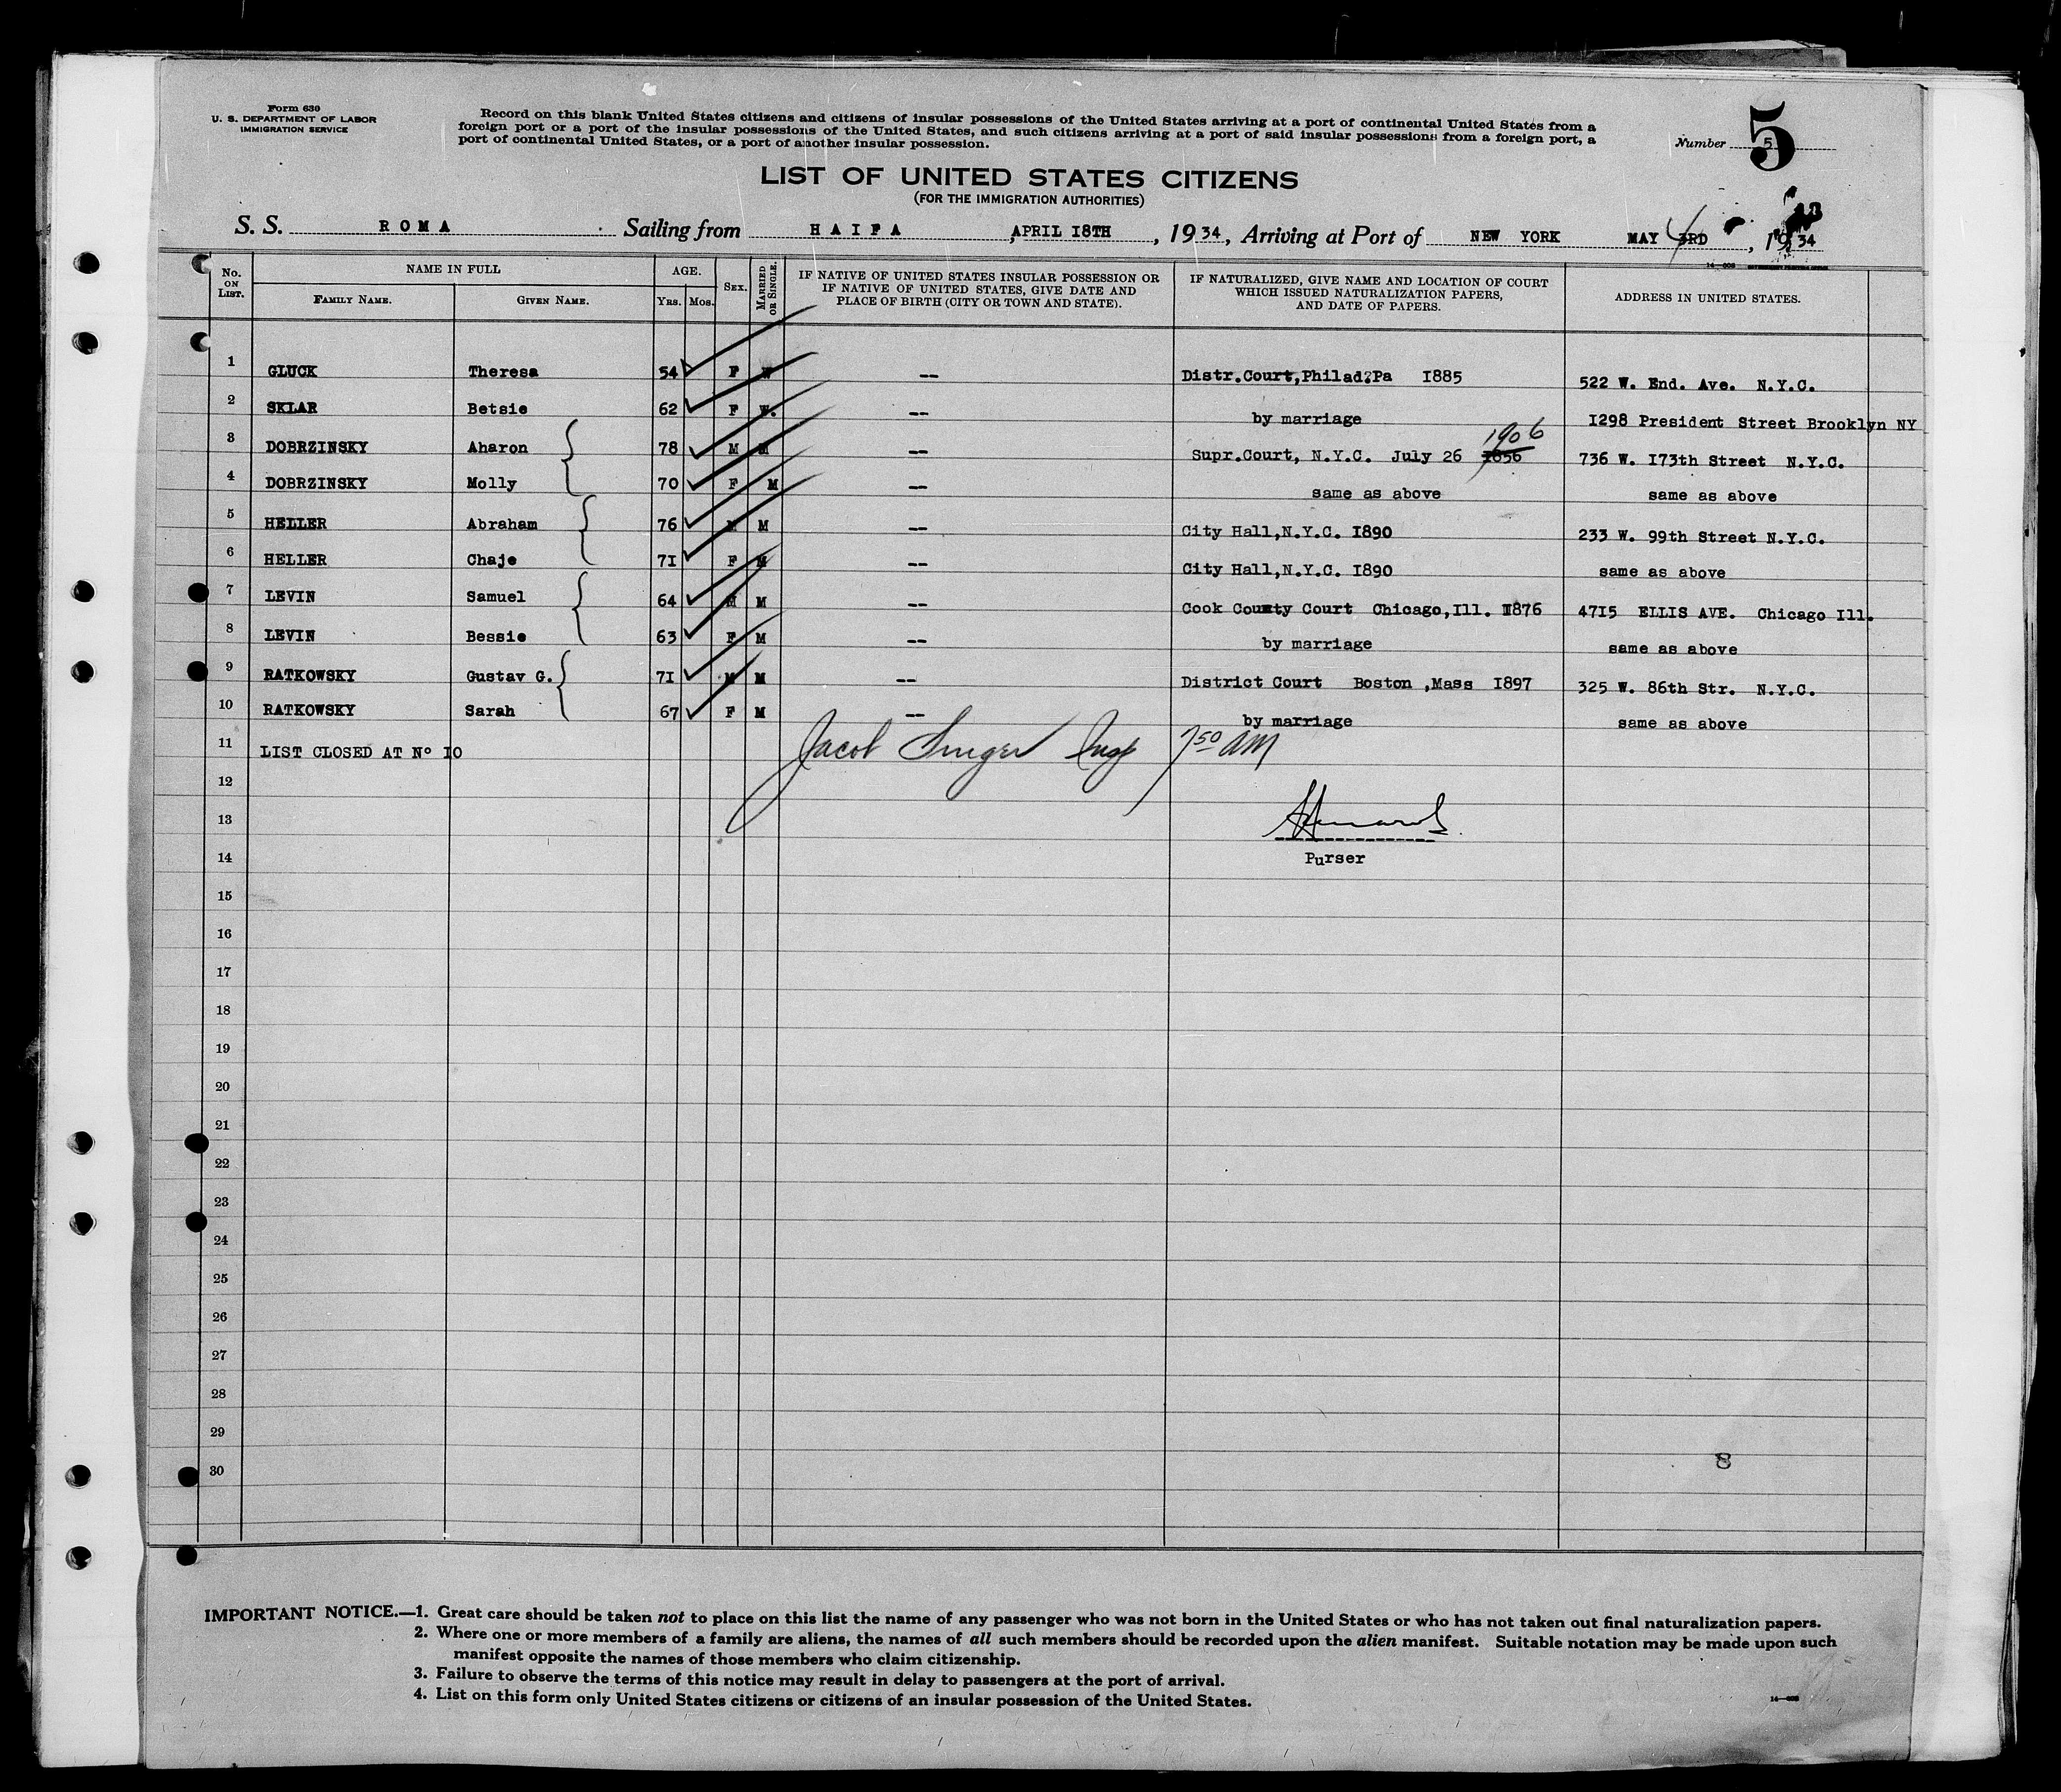 Form 630
U. S. DEPARTMENT OF LABOR
IMMIGRATION SERVICE
Record on this blank United States citizens and citizens of insular possessions of the United States arriving at a port of continental United States from a
foreign port or a port of the insular possessions of the United States, and such citizens arriving at a port of said insular possessions from a foreign port, a
port of continental United States, or a port of another insular possession.
Number 5
5
LIST OF UNITED STATES CITIZENS
(FOR THE IMMIGRATION AUTHORITIES)
S. S. ROMA Sailing from HAIFA, APRIL I8TH, 1934, Arriving at Port of NEW YORK MAY 4 3RD, 1934
No. ON LIST. NAME IN FULL AGE. SEX. MARRIED OR SINGLE. IF NATIVE OF UNITED STATES INSULAR POSSESSION OR IF NATIVE OF UNITED STATES, GIVE DATE AND PLACE OF BIRTH (CITY OR TOWN AND STATE). IF NATURALIZED, GIVE NAME AND LOCATION OF COURT WHICH ISSUED NATURALIZATION PAPERS, AND DATE OF PAPERS. ADDRESS IN UNITED STATES.
FAMILY NAME. GIVEN NAME. Yrs. Mos.
1 GLUCK Theresa 54 F W -- Distr.Court,Philad?Pa I885 522 W. End. Ave. N.Y.C.
2 SKLAR Betsie 62 F W. -- by marriage I298 President Street Brooklyn NY
3 DOBRZINSKY Aharon 78 M M -- Supr.Court, N.Y.C. July 26 I856 1906 736 W. I73th Street N.Y.C.
4 DOBRZINSKY Molly 70 F M -- same as above same as above
5 HELLER Abraham 76 M M -- City Hall,N.Y.C. I890 233 W. 99th Street N.Y.C.
6 HELLER Chaje 7I F M -- City Hall,N.Y.C. I890 same as above
7 LEVIN Samuel 64 M M -- Cook County Court Chicago,Ill. I876 47I5 ELLIS AVE. Chicago Ill.
8 LEVIN Bessie 63 F M -- by marriage same as above
9 RATKOWSKY Gustav G. 7I M M -- District Court Boston ,Mass I897 325 W. 86th Str. N.Y.C.
10 RATKOWSKY Sarah 67 F M -- by marriage same as above
11 LIST CLOSED AT Nº I0 Jacob Singer Insp 7 50 AM
12
13
14 Purser
15
16
17
18
19
20
21
22
23
24
25
26
27
28
29
30 8
IMPORTANT NOTICE.—1. Great care should be taken not to place on this list the name of any passenger who was not born in the United States or who has not taken out final naturalization papers.
2. Where one or more members of a family are aliens, the names of all such members should be recorded upon the alien manifest. Suitable notation may be made upon such
manifest opposite the names of those members who claim citizenship.
3. Failure to observe the terms of this notice may result in delay to passengers at the port of arrival.
4. List on this form only United States citizens or citizens of an insular possession of the United States.